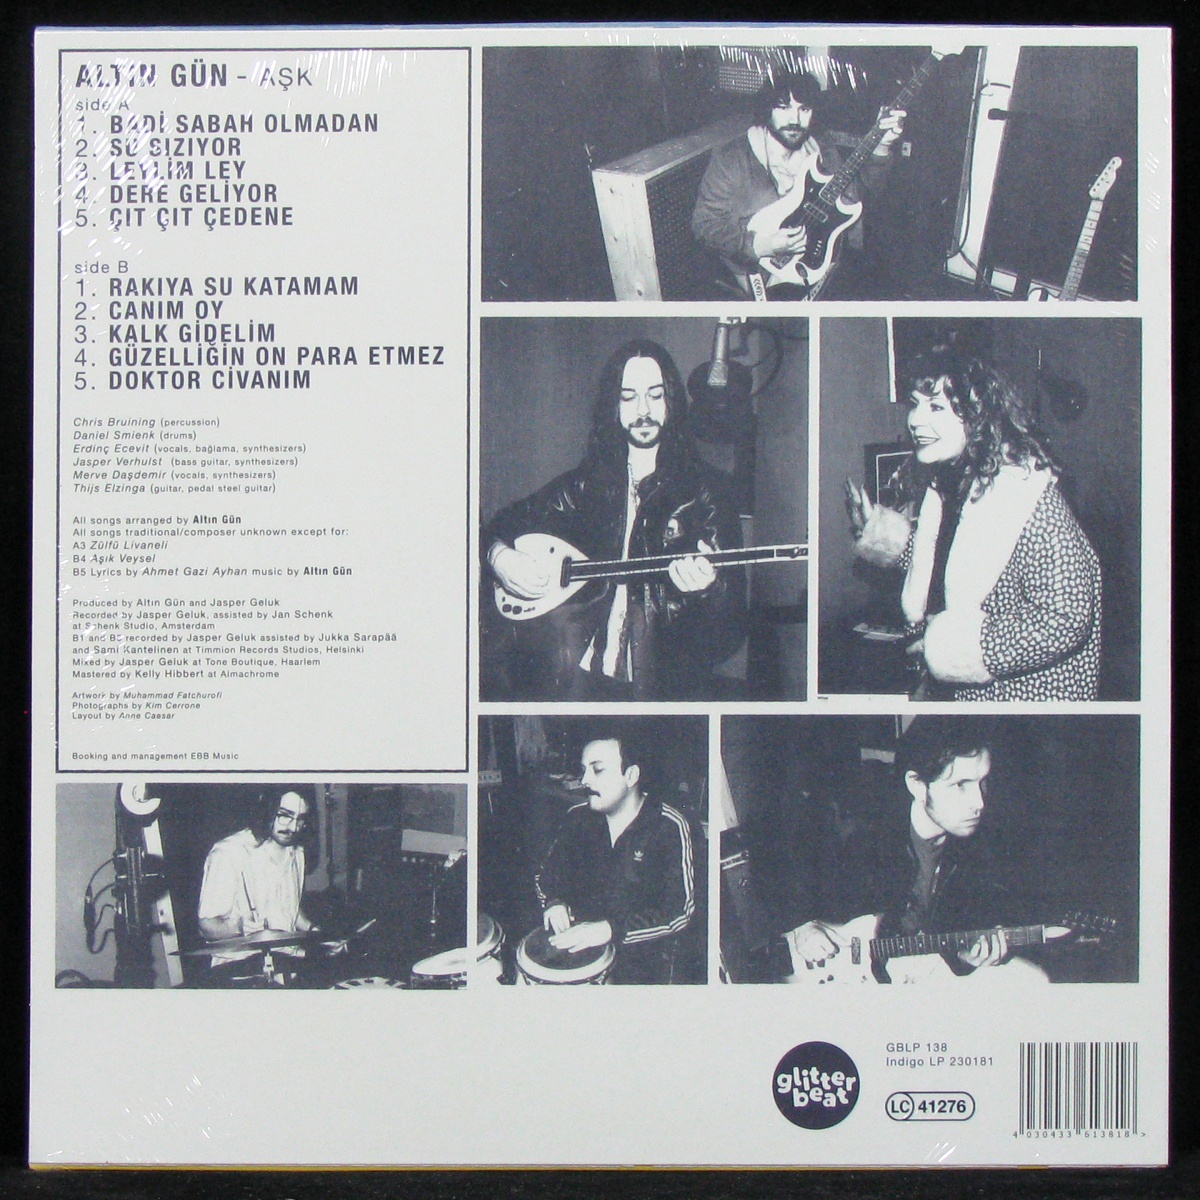 ALTIN GÜN - AŞK
side A
1. BADİ SABAH OLMADAN
2. SU SIZIYOR
3. LEYLİM LEY
4. DERE GELİYOR
5. ÇIT ÇIT ÇEDENE
side B
1. RAKIYA SU KATAMAM
2. CANIM OY
3. KALK GİDELİM
4. GÜZELLİĞİN ON PARA ETMEZ
5. DOKTOR CİVANIM
Chris Bruining (percussion)
Daniel Smienk (drums)
Erdinç Ecevit (vocals, bağlama, synthesizers)
Jasper Verhulst (bass guitar, synthesizers)
Merve Daşdemir (vocals, synthesizers)
Thijs Elzinga (guitar, pedal steel guitar)
All songs arranged by Altın Gün
All songs traditional/composer unknown except for:
A3 Zülfü Livaneli
B4 Aşık Veysel
B5 Lyrics by Ahmet Gazi Ayhan music by Altın Gün
Produced by Altın Gün and Jasper Geluk
Recorded by Jasper Geluk, assisted by Jan Schenk
at Schenk Studio, Amsterdam
B1 and B3 recorded by Jasper Geluk assisted by Jukka Sarapää
and Sami Kantelinen at Timmion Records Studios, Helsinki
Mixed by Jasper Geluk at Tone Boutique, Haarlem
Mastered by Kelly Hibbert at Almachrome
Artwork by Muhammad Fatchurofi
Photographs by Kim Cerrone
Layout by Anne Caesar
Booking and management EBB Music
glitter
beat
GBLP 138
Indigo LP 230181
LC 41276
4 030433 613818 >